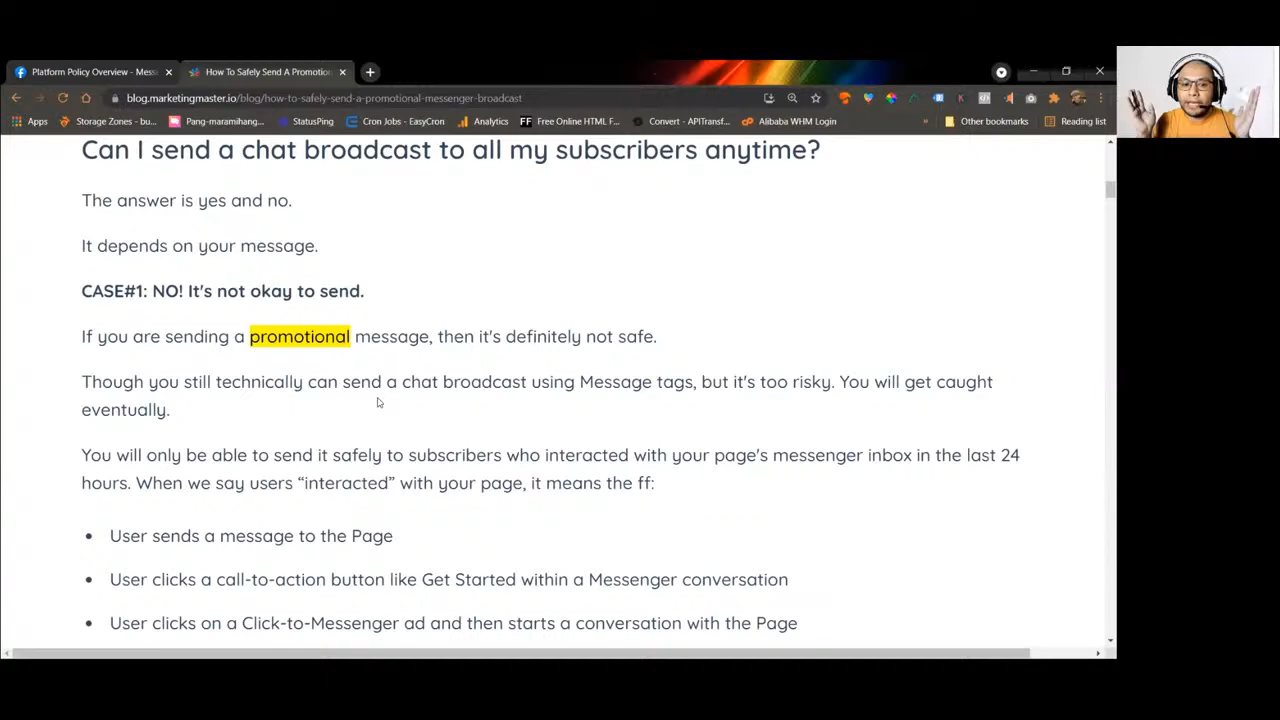 Platform Policy Overview - Mess
How To Safely Send A Promotion
blog.marketingmaster.io/blog/how-to-safely-send-a-promotional-messenger-broadcast
Apps
Storage Zones - bu...
Pang-maramihang...
StatusPing
Cron Jobs - EasyCron
Analytics
FF Free Online HTML F...
Convert - APITransf...
Alibaba WHM Login
»
Other bookmarks
Reading list
Can I send a chat broadcast to all my subscribers anytime?
The answer is yes and no.
It depends on your message.
CASE#1: NO! It's not okay to send.
If you are sending a promotional message, then it's definitely not safe.
Though you still technically can send a chat broadcast using Message tags, but it's too risky. You will get caught
eventually.
You will only be able to send it safely to subscribers who interacted with your page's messenger inbox in the last 24
hours. When we say users “interacted” with your page, it means the ff:
• User sends a message to the Page
• User clicks a call-to-action button like Get Started within a Messenger conversation
• User clicks on a Click-to-Messenger ad and then starts a conversation with the Page